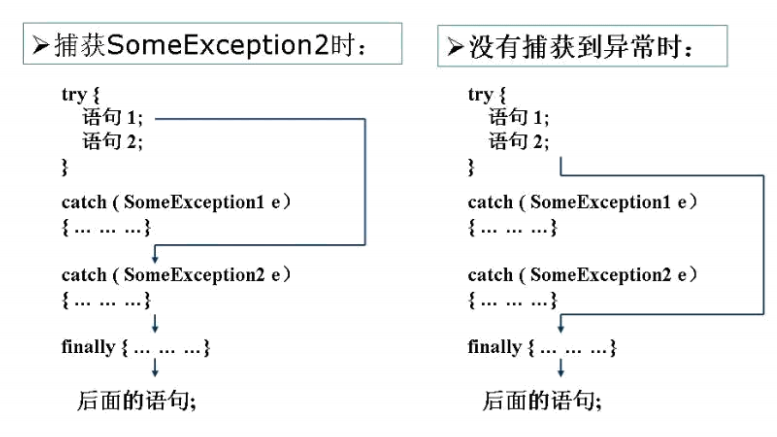 ➢捕获SomeException2时：
try {
语句 1;
语句 2;
}
catch ( SomeException1 e）
{ ... ... ...}
catch ( SomeException2 e）
{ ... ... ...}
finally { ... ... ...}
后面的语句;
➢没有捕获到异常时：
try {
语句 1;
语句 2;
}
catch ( SomeException1 e）
{ ... ... ...}
catch ( SomeException2 e）
{ ... ... ...}
finally { ... ... ...}
后面的语句;